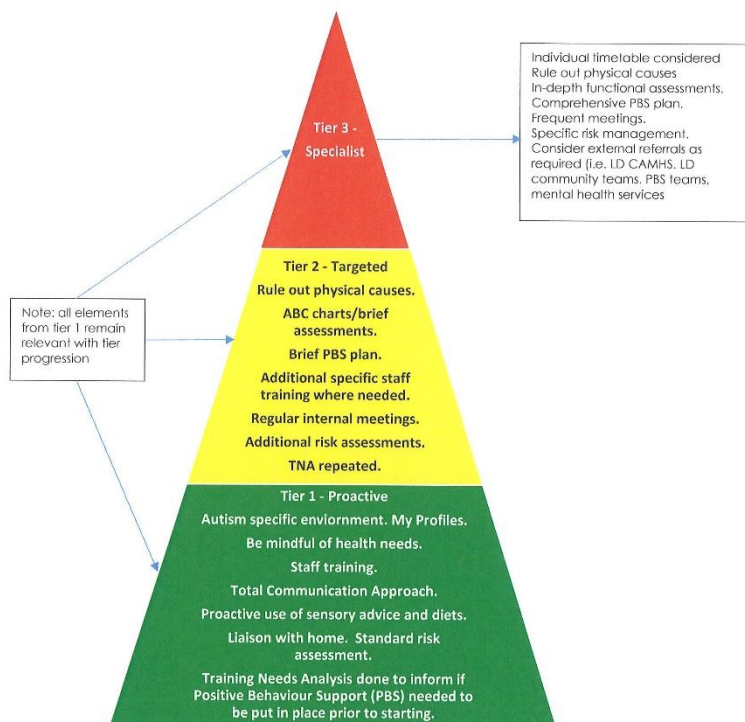 Individual timetable considered
Rule out physical causes
In-depth functional assessments.
Comprehensive PBS plan.
Frequent meetings.
Specific risk management.
Consider external referrals as
required (i.e. LD CAMHS. LD
community teams. PBS teams,
mental health services
Tier 3 -
Specialist
Note: all elements
from tier 1 remain
relevant with tier
progression
Tier 2 - Targeted
Rule out physical causes.
ABC charts/brief
assessments.
Brief PBS plan.
Additional specific staff
training where needed.
Regular internal meetings.
Additional risk assessments.
TNA repeated.
Tier 1 - Proactive
Autism specific enviornment. My Profiles.
Be mindful of health needs.
Staff training.
Total Communication Approach.
Proactive use of sensory advice and diets.
Liaison with home.  Standard risk
assessment.
Training Needs Analysis done to inform if
Positive Behaviour Support (PBS) needed to
be put in place prior to starting.